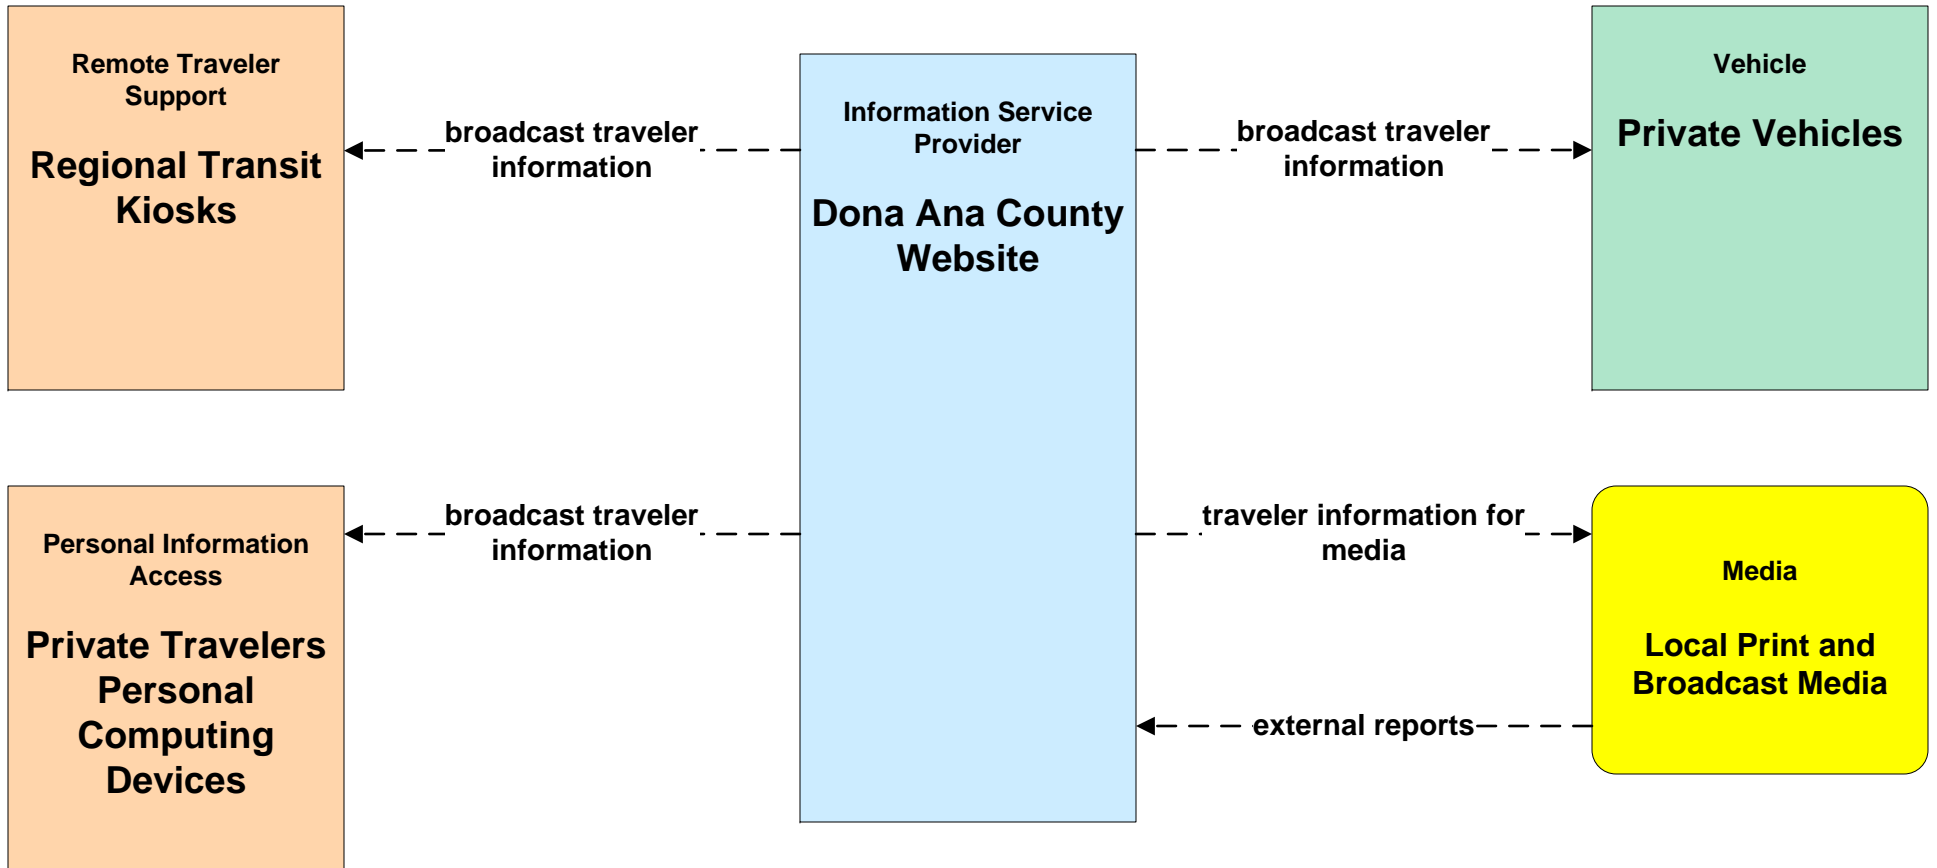 Remote Traveler
Support
Regional Transit
Kiosks
broadcast traveler
information
Information Service
Provider
Dona Ana County
Website
broadcast traveler
information
Vehicle
Private Vehicles
Personal Information
Access
Private Travelers
Personal
Computing
Devices
broadcast traveler
information
traveler information for
media
Media
Local Print and
Broadcast Media
external reports